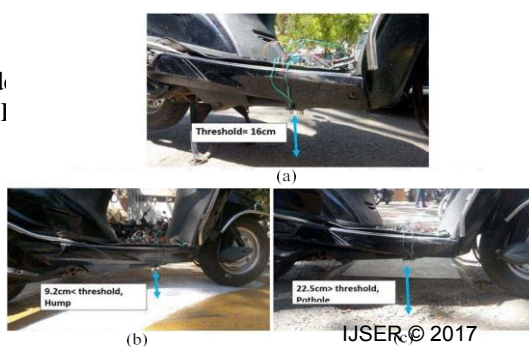 Threshold= 16cm
(a)
9.2cm< threshold,
Hump
22.5cm> threshold,
Pothole
(b)
IJSER © 2017